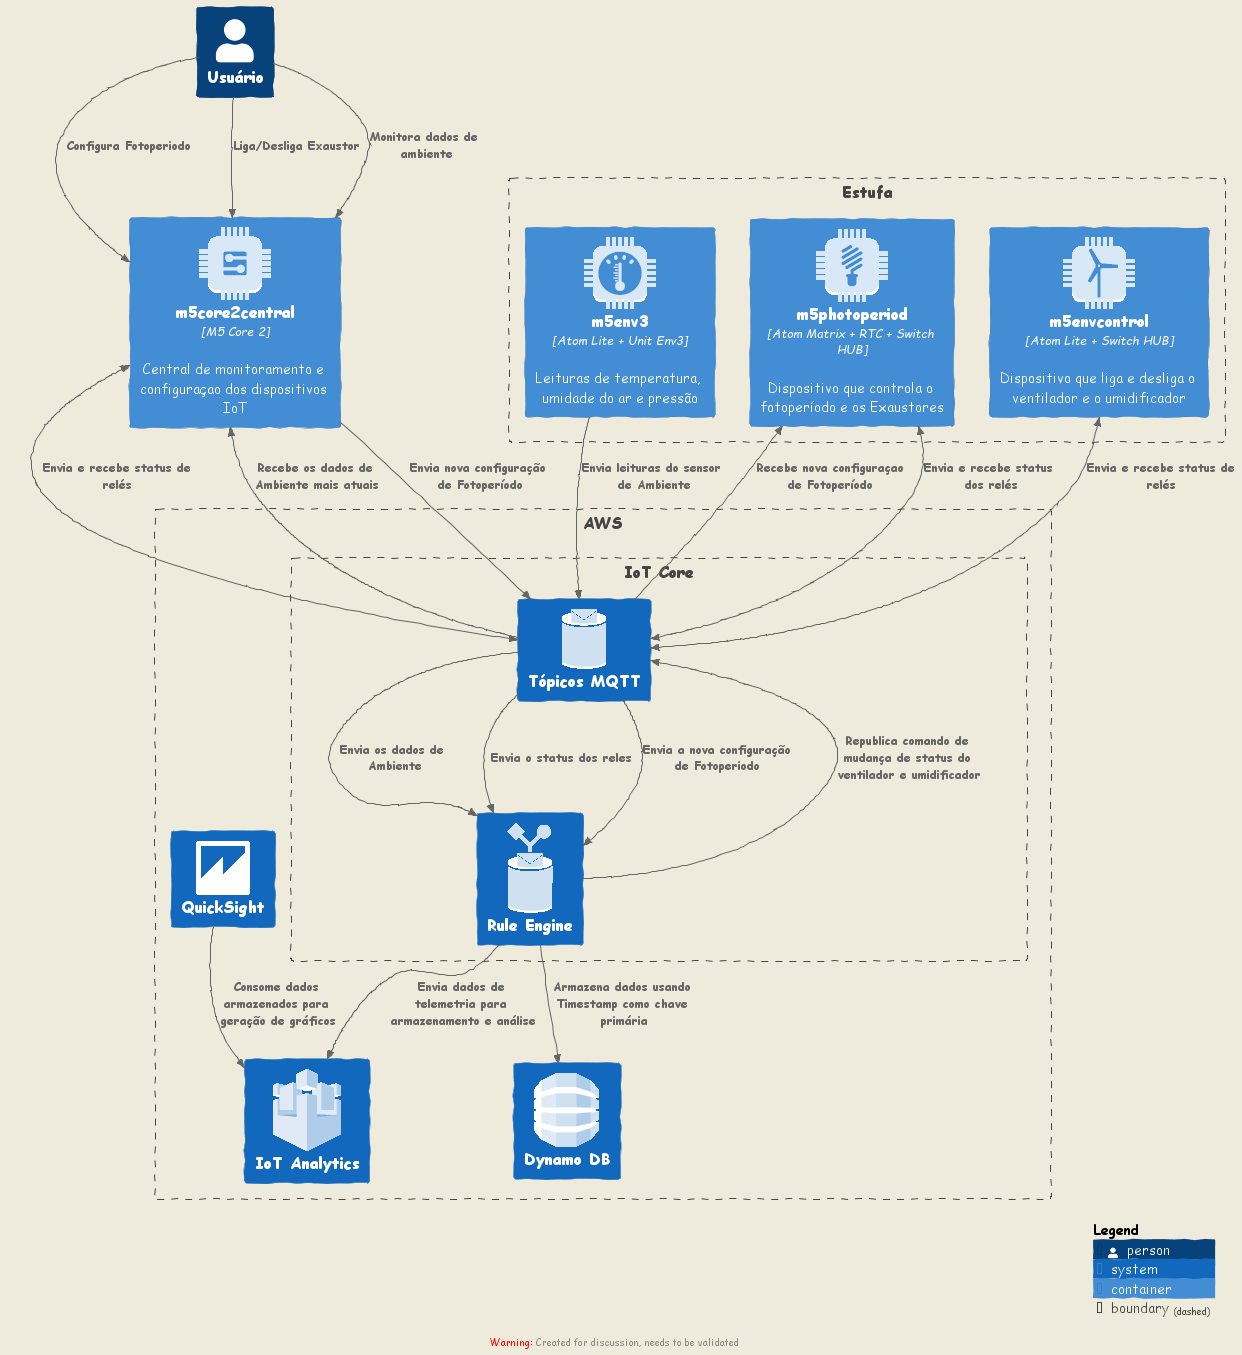 Usuário
Configura Fotoperiodo
Liga/Desliga Exaustor
Monitora dados de
ambiente
Estufa
m5core2central
[M5 Core 2]
Central de monitoramento e
configuraçao dos dispositivos
IoT
m5env3
[Atom Lite + Unit Env3]
Leituras de temperatura,
umidade do ar e pressão
m5photoperiod
[Atom Matrix + RTC + Switch
HUB]
Dispositivo que controla o
fotoperíodo e os Exaustores
m5envcontrol
[Atom Lite + Switch HUB]
Dispositivo que liga e desliga o
ventilador e o umidificador
Envia e recebe status de
relés
Recebe os dados de
Ambiente mais atuais
Envia nova configuração
de Fotoperíodo
Envia leituras do sensor
de Ambiente
Recebe nova configuraçao
de Fotoperíodo
Envia e recebe status
dos relés
Envia e recebe status de
relés
AWS
IoT Core
Tópicos MQTT
Envia os dados de
Ambiente
Envia o status dos reles
Envia a nova configuração
de Fotoperiodo
Republica comando de
mudança de status do
ventilador e umidificador
QuickSight
Rule Engine
Consome dados
armazenados para
geração de gráficos
Envia dados de
telemetria para
armazenamento e análise
Armazena dados usando
Timestamp como chave
primária
IoT Analytics
Dynamo DB
Legend
person
system
container
boundary (dashed)
Warning: Created for discussion, needs to be validated